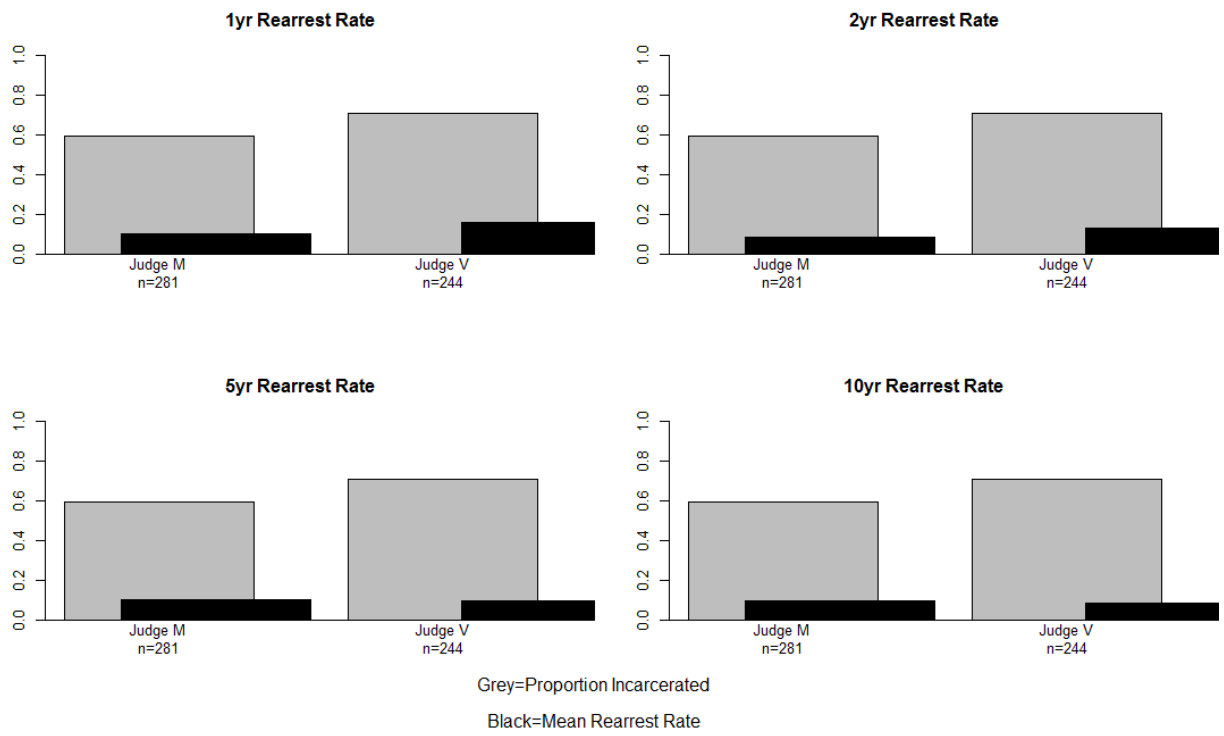 1yr Rearrest Rate
1.0
0.8
0.6
0.4
0.2
0.0
Judge M
n=281
Judge V
n=244
2yr Rearrest Rate
1.0
0.8
0.6
0.4
0.2
0.0
Judge M
n=281
Judge V
n=244
5yr Rearrest Rate
1.0
0.8
0.6
0.4
0.2
0.0
Judge M
n=281
Judge V
n=244
10yr Rearrest Rate
1.0
0.8
0.6
0.4
0.2
0.0
Judge M
n=281
Judge V
n=244
Grey=Proportion Incarcerated
Black=Mean Rearrest Rate